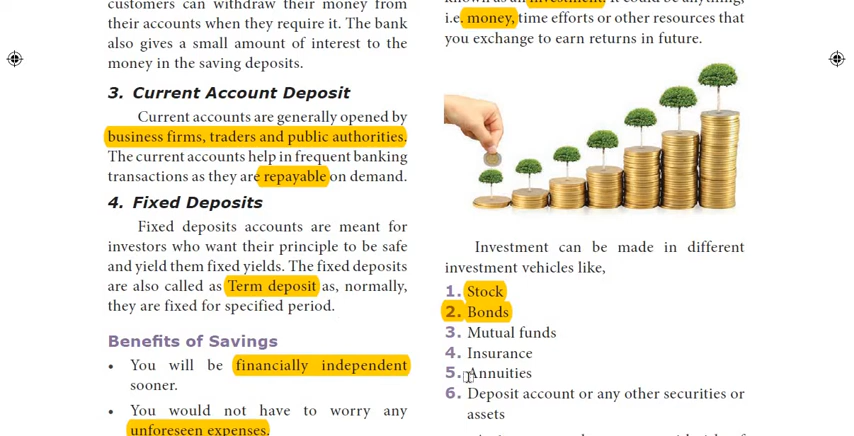 customers can withdraw their money from
their accounts when they require it. The bank
also gives a small amount of interest to the
money in the saving deposits.
3. Current Account Deposit
Current accounts are generally opened by
business firms, traders and public authorities.
The current accounts help in frequent banking
transactions as they are repayable on demand.
4. Fixed Deposits
Fixed deposits accounts are meant for
investors who want their principle to be safe
and yield them fixed yields. The fixed deposits
are also called as Term deposit as, normally,
they are fixed for specified period.
Benefits of Savings
• You will be financially independent
sooner.
• You would not have to worry any
unforeseen expenses.
i.e. money, time efforts or other resources that
you exchange to earn returns in future.
Investment can be made in different
investment vehicles like,
1. Stock
2. Bonds
3. Mutual funds
4. Insurance
5. Annuities
6. Deposit account or any other securities or
assets